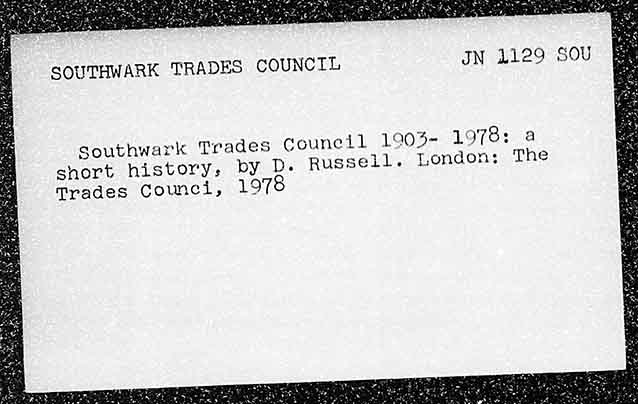 SOUTHWARK TRADES COUNCIL JN 1129 SOU
Southwark Trades Council 1903- 1978: a
short history, by D. Russell. London: The
Trades Counci, 1978